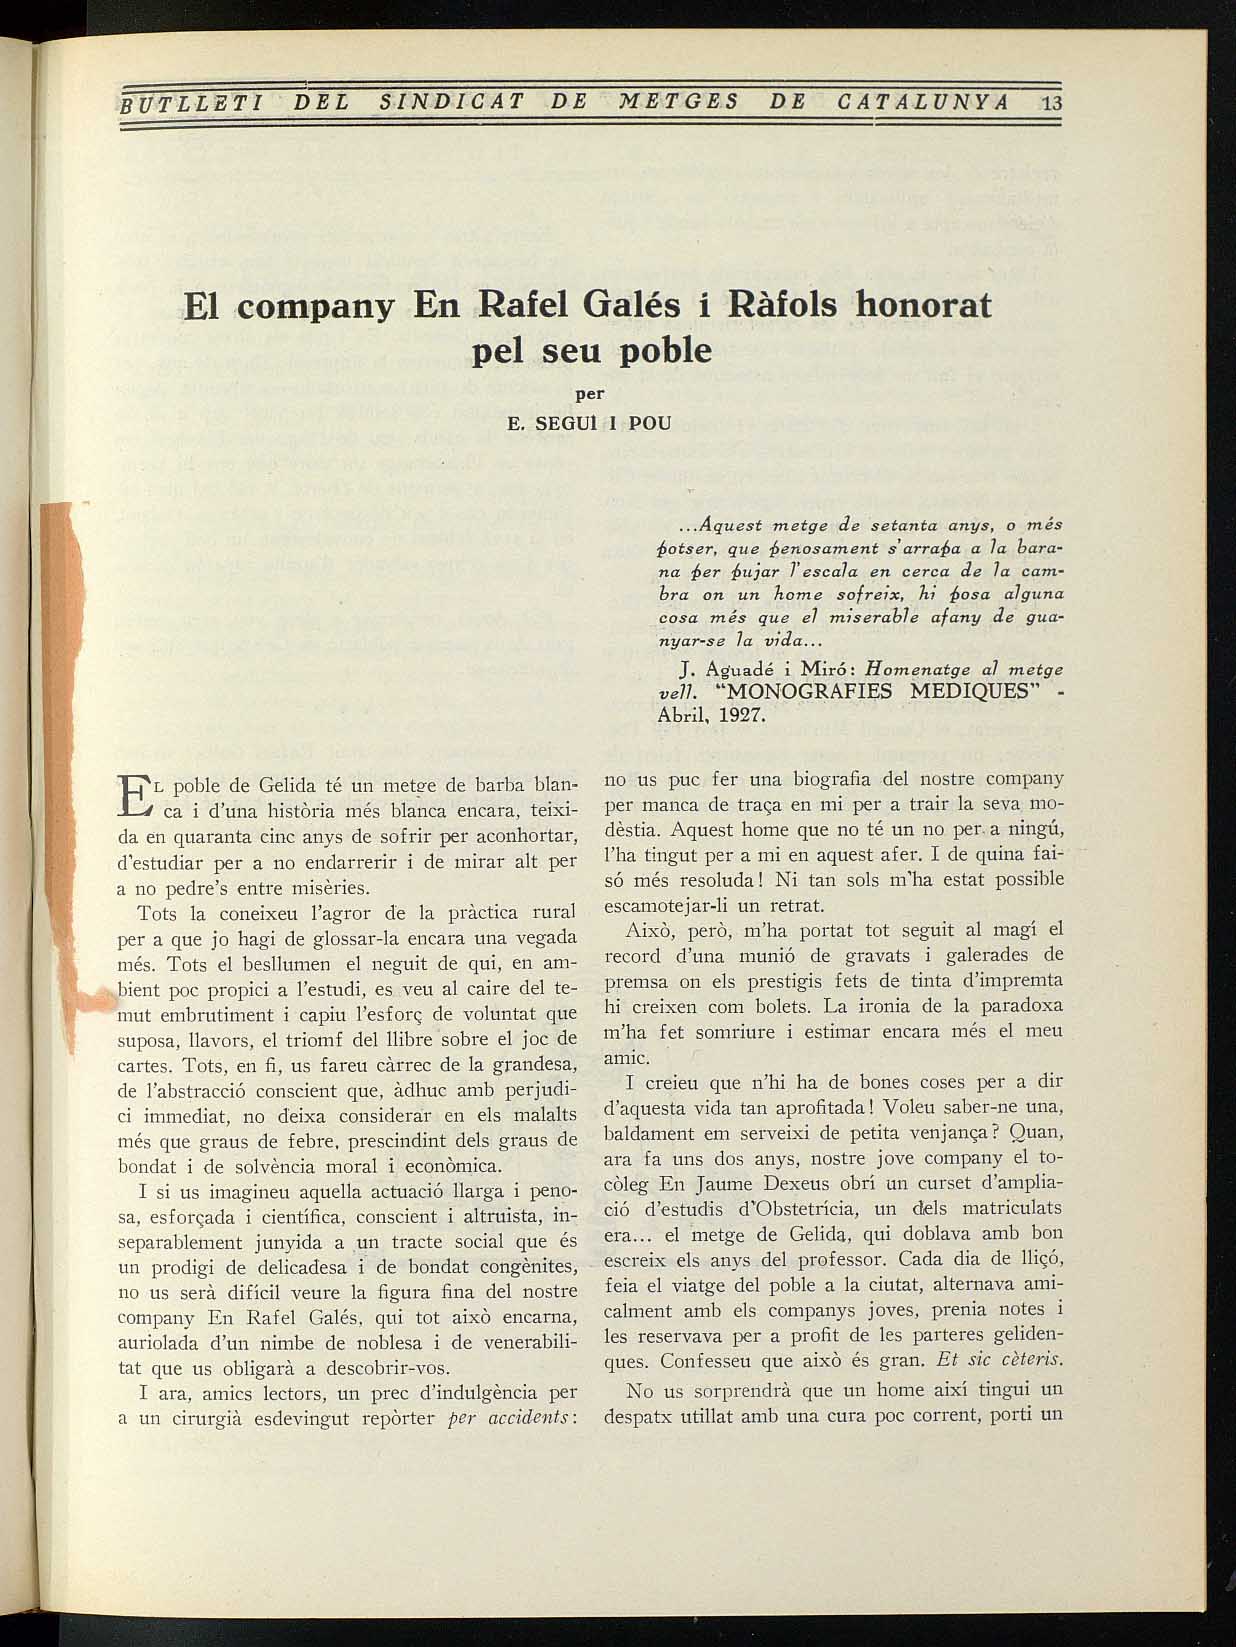 BUTLLETI DEL SINDICAT DE METGES DE CATALUNYA 13
El company En Rafel Galés i Ràfols honorat
pel seu poble
per
E. SEGUÍ I POU
...Aquest metge de setanta anys, o més
potser, que penosament s'arrapa a la bara-
na per pujar l'escala en cerca de la cam-
bra on un home sofreix, hi posa alguna
cosa més que el miserable afany de gua-
nyar-se la vida...
J. Aguadé i Miró: Homenatge al metge
vell. "MONOGRAFIES MEDIQUES" -
Abril, 1927.
EL poble de Gelida té un metge de barba blan-
ca i d'una història més blanca encara, teixi-
da en quaranta cinc anys de sofrir per aconhortar,
d'estudiar per a no endarrerir i de mirar alt per
a no pedre's entre misèries.
Tots la coneixeu l'agror de la pràctica rural
per a que jo hagi de glossar-la encara una vegada
més. Tots el besllumen el neguit de qui, en am-
bient poc propici a l'estudi, es veu al caire del te-
mut embrutiment i capiu l'esforç de voluntat que
suposa, llavors, el triomf del llibre sobre el joc de
cartes. Tots, en fi, us fareu càrrec de la grandesa,
de l'abstracció conscient que, àdhuc amb perjudi-
ci immediat, no deixa considerar en els malalts
més que graus de febre, prescindint dels graus de
bondat i de solvència moral i econòmica.
I si us imagineu aquella actuació llarga i peno-
sa, esforçada i científica, conscient i altruista, in-
separablement junyida a un tracte social que és
un prodigi de delicadesa i de bondat congènites,
no us serà difícil veure la figura fina del nostre
company En Rafel Galés, qui tot això encarna,
auriolada d'un nimbe de noblesa i de venerabili-
tat que us obligarà a descobrir-vos.
I ara, amics lectors, un prec d'indulgència per
a un cirurgià esdevingut repòrter per accidents:
no us puc fer una biografia del nostre company
per manca de traça en mi per a trair la seva mo-
dèstia. Aquest home que no té un no per a ningú,
l'ha tingut per a mi en aquest afer. I de quina fai-
só més resoluda! Ni tan sols m'ha estat possible
escamotejar-li un retrat.
Això, però, m'ha portat tot seguit al magí el
record d'una munió de gravats i galerades de
premsa on els prestigis fets de tinta d'impremta
hi creixen com bolets. La ironia de la paradoxa
m'ha fet somriure i estimar encara més el meu
amic.
I creieu que n'hi ha de bones coses per a dir
d'aquesta vida tan aprofitada! Voleu saber-ne una,
baldament em serveixi de petita venjança? Quan,
ara fa uns dos anys, nostre jove company el to-
còleg En Jaume Dexeus obrí un curset d'amplia-
ció d'estudis d'Obstetrícia, un dels matriculats
era... el metge de Gelida, qui doblava amb bon
escreix els anys del professor. Cada dia de lliçó,
feia el viatge del poble a la ciutat, alternava ami-
calment amb els companys joves, prenia notes i
les reservava per a profit de les parteres geliden-
ques. Confesseu que això és gran. Et sic cèteris.
No us sorprendrà que un home així tingui un
despatx utillat amb una cura poc corrent, porti un